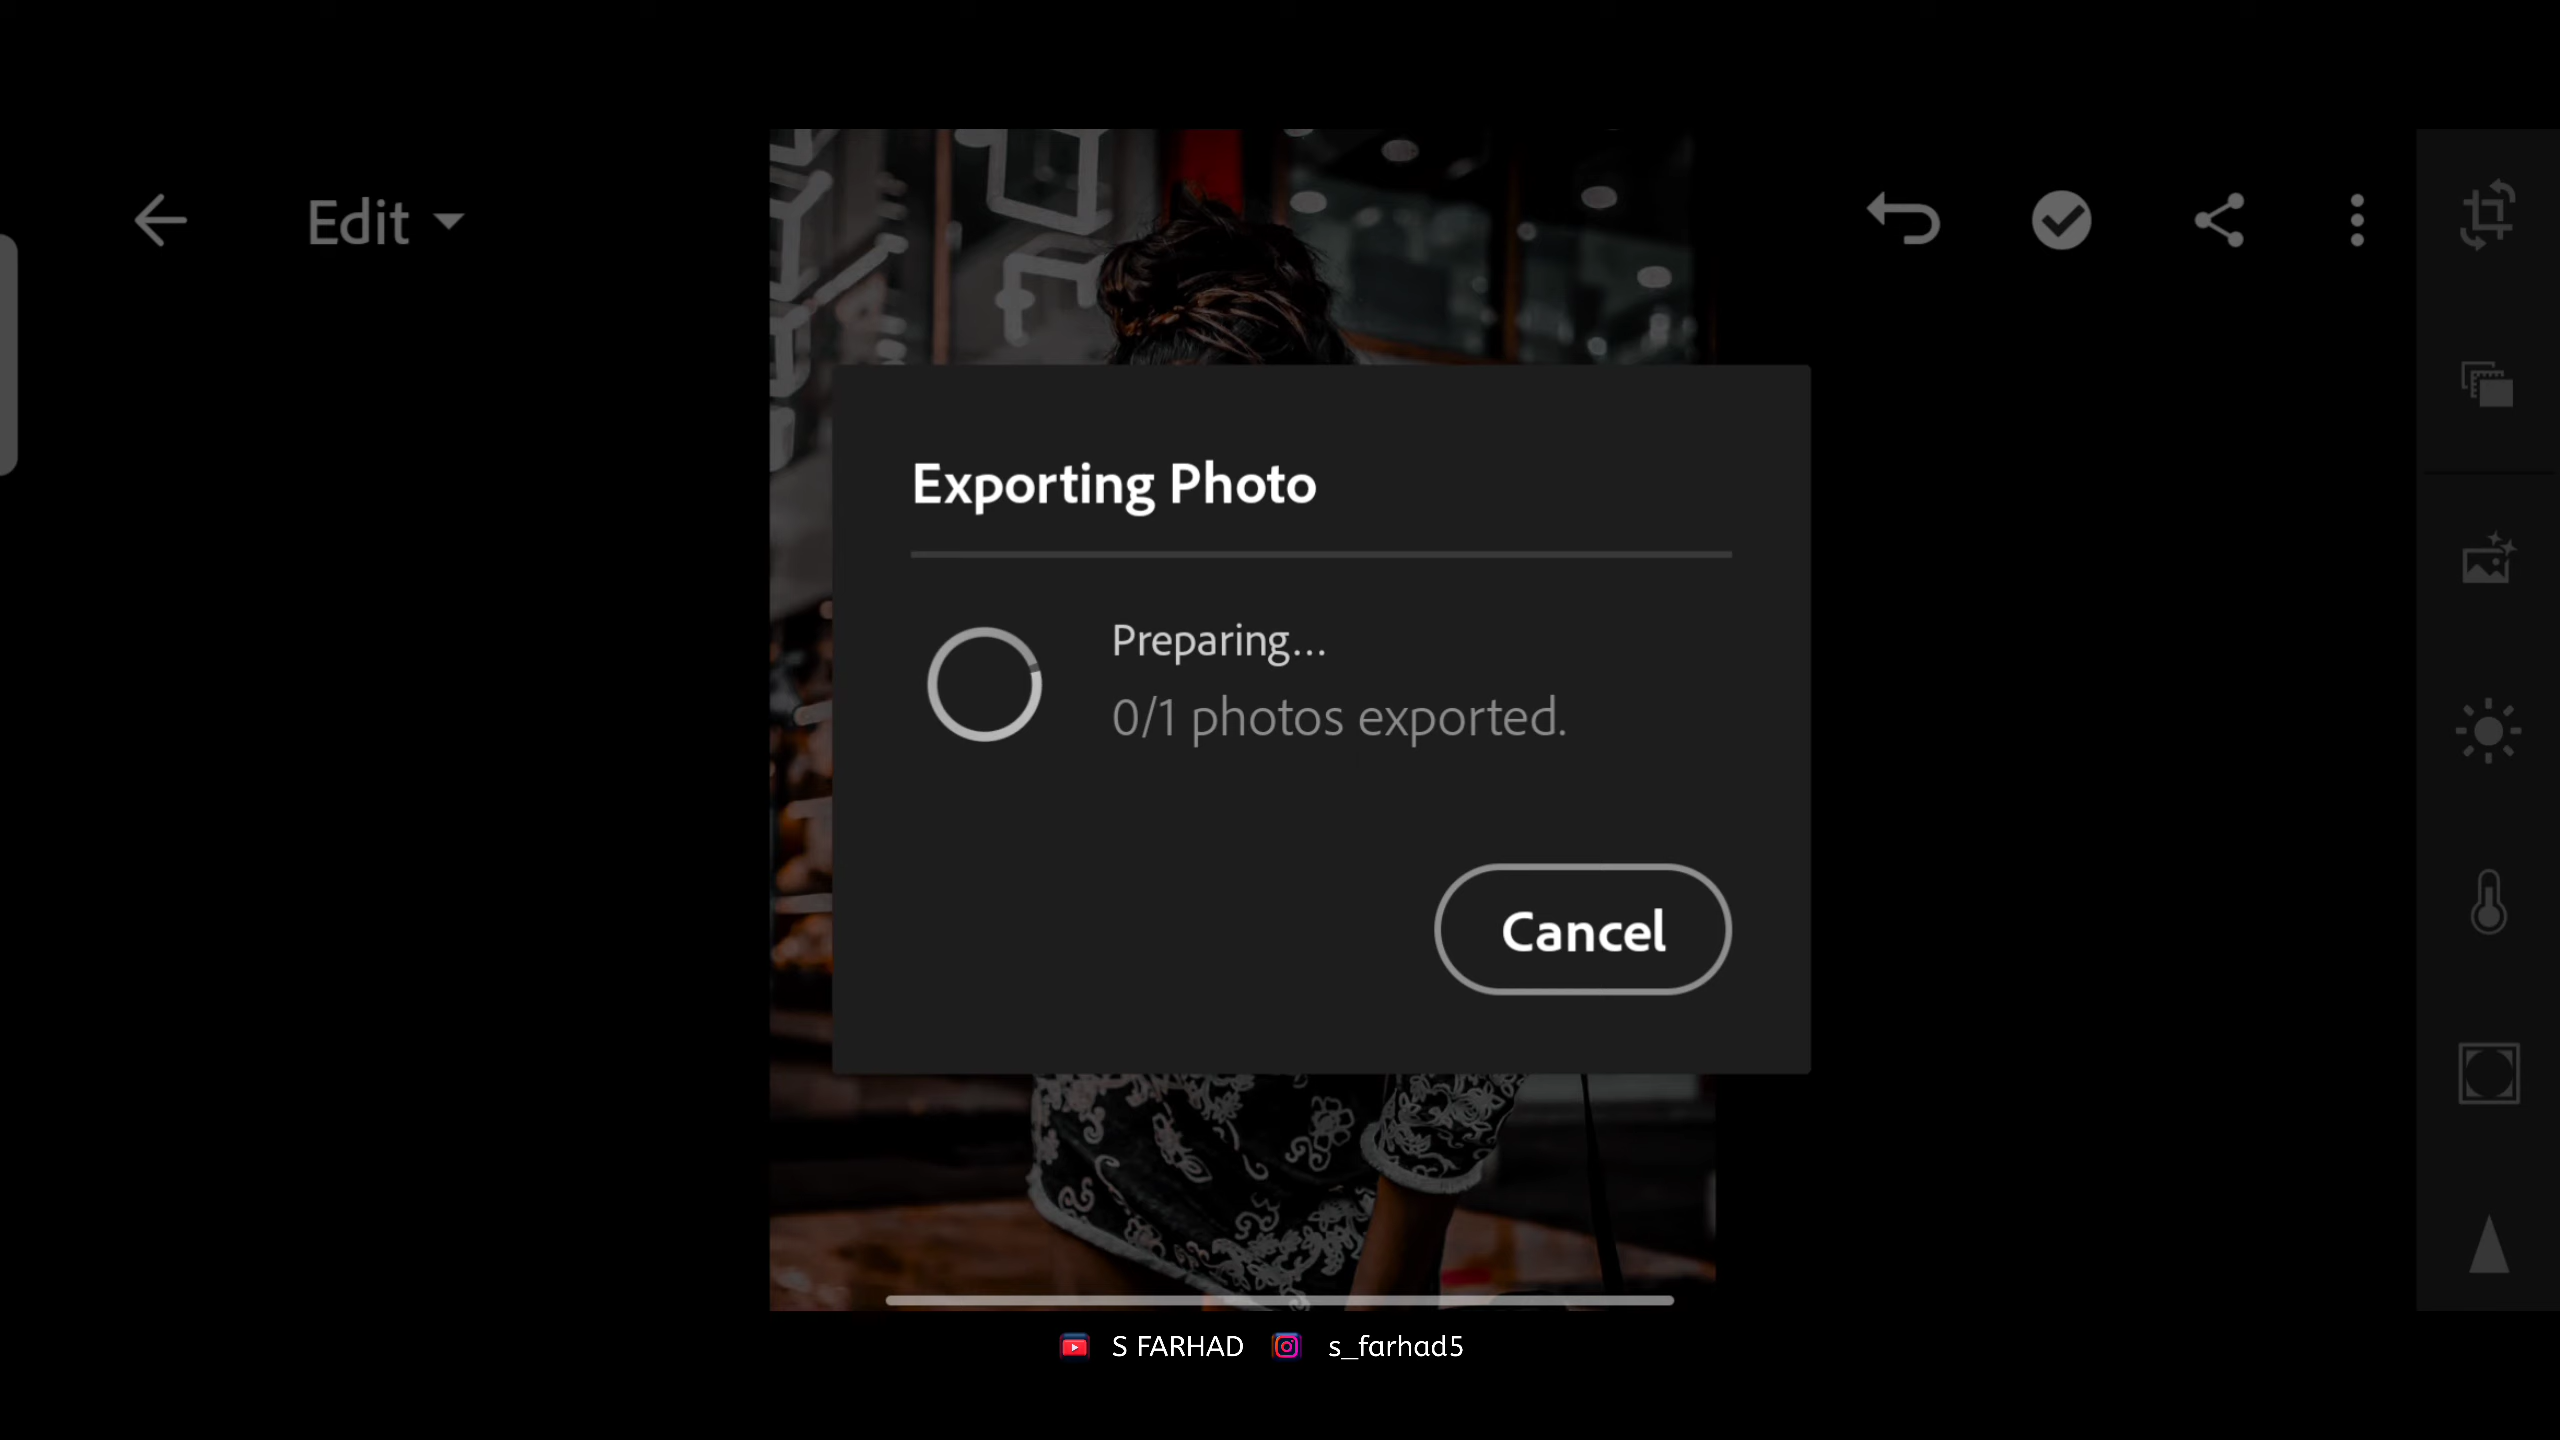 Edit
Exporting Photo
Preparing...
0/1 photos exported.
Cancel
S FARHAD s_farhad5